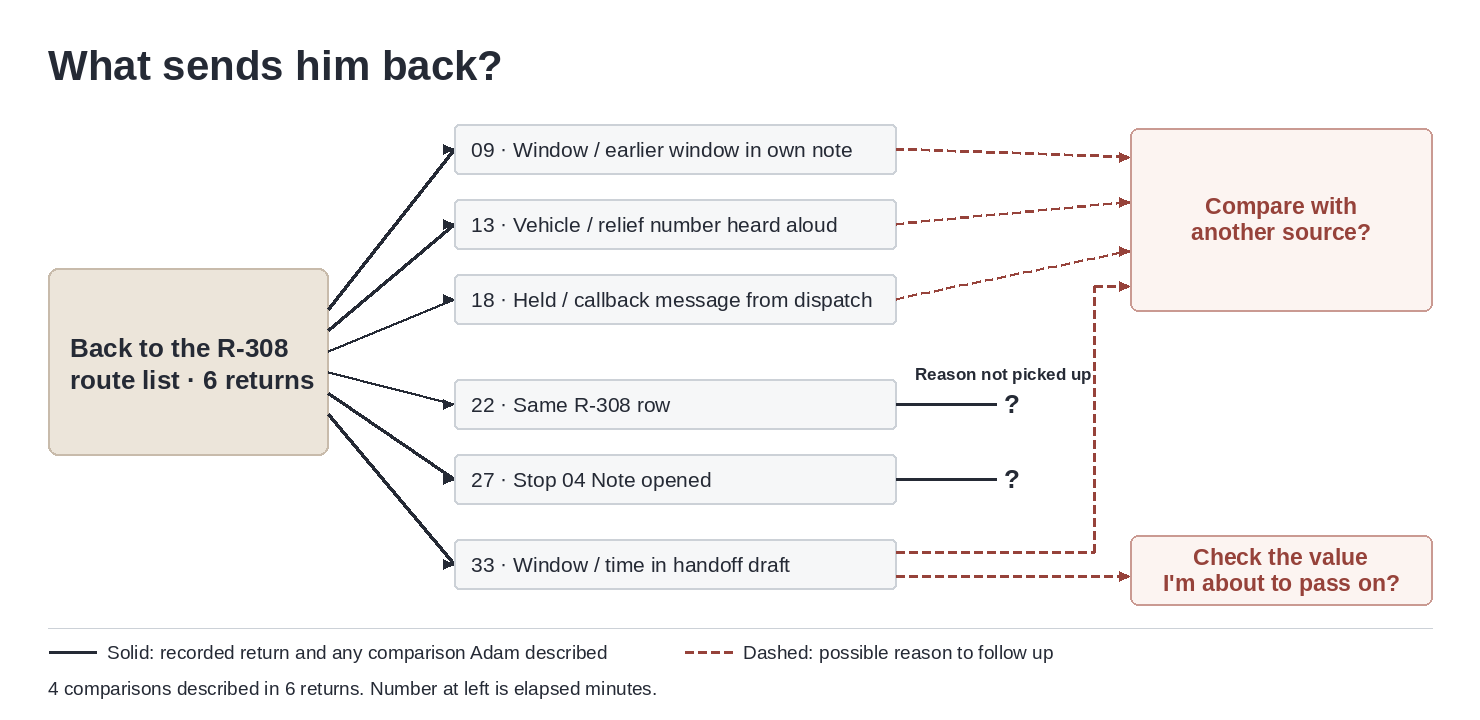 What sends him back?
Back to the R-308
route list · 6 returns
09 · Window / earlier window in own note
13 · Vehicle / relief number heard aloud
18 · Held / callback message from dispatch
22 · Same R-308 row
27 · Stop 04 Note opened
33 · Window / time in handoff draft
Reason not picked up
?
?
Compare with
another source?
Check the value
I'm about to pass on?
Solid: recorded return and any comparison Adam described
Dashed: possible reason to follow up
4 comparisons described in 6 returns. Number at left is elapsed minutes.